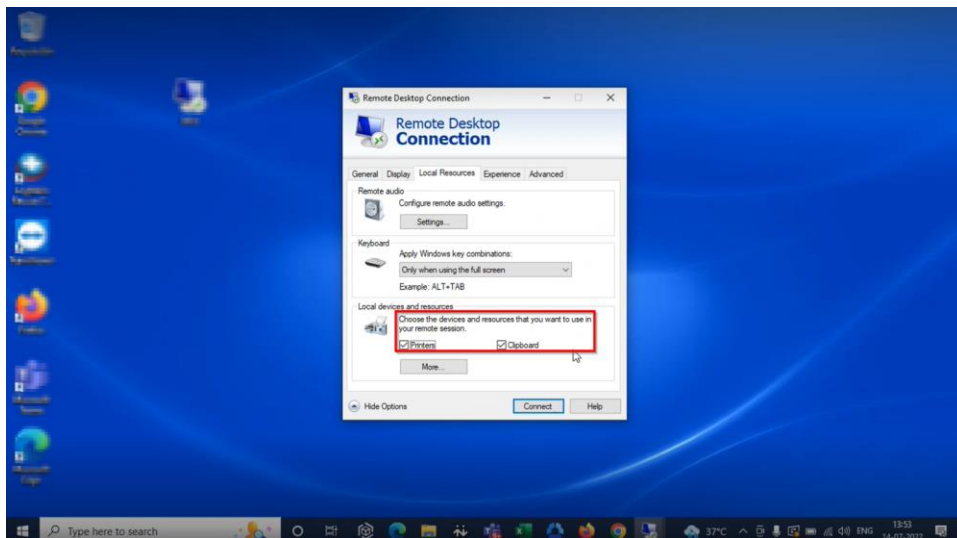 Remote Desktop Connection
Remote Desktop
Connection
General Display Local Resources Experience Advanced
Remote audio
Configure remote audio settings.
Settings...
Keyboard
Apply Windows key combinations:
Only when using the full screen
Example: ALT+TAB
Local devices and resources
Choose the devices and resources that you want to use in
your remote session.
Printers Clipboard
More...
Hide Options Connect Help
Type here to search 37°C ENG 13:53
14-07-2022